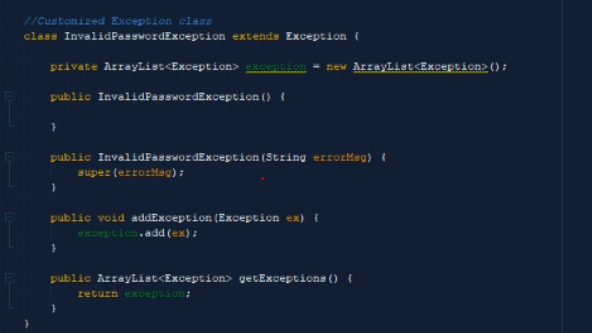 //Customized Exception class
class InvalidPasswordException extends Exception {
private ArrayList<Exception> exception = new ArrayList<Exception>();
public InvalidPasswordException() {
}
public InvalidPasswordException(String errorMsg) {
super(errorMsg);
}
public void addException(Exception ex) {
exception.add(ex);
}
public ArrayList<Exception> getExceptions() {
return exception;
}
}